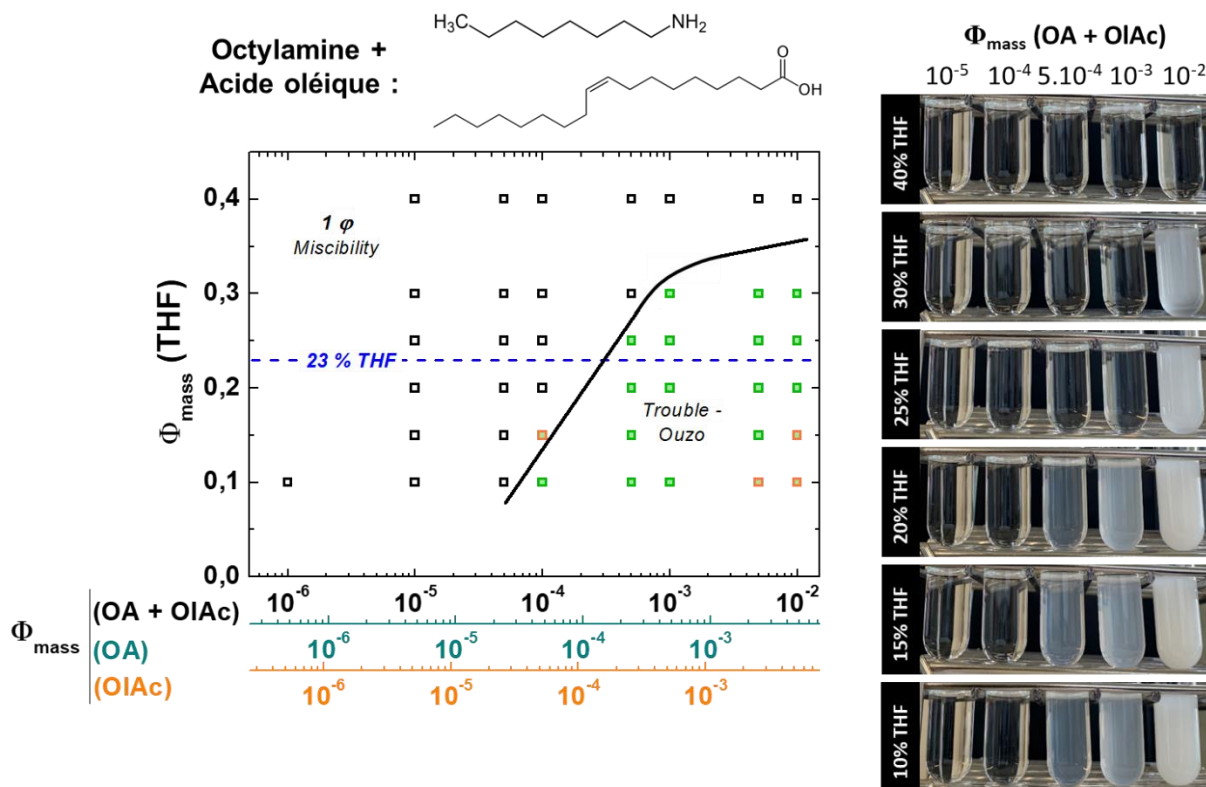 Octylamine +
Acide oléique :
H₃C
NH₂
O
OH
Φmass (THF)
0,4
0,3
0,2
0,1
0,0
1 φ
Miscibility
23 % THF
Trouble -
Ouzo
10⁻⁶ 10⁻⁵ 10⁻⁴ 10⁻³ 10⁻²
Φmass
(OA + OlAc)
(OA)
10⁻⁶ 10⁻⁵ 10⁻⁴ 10⁻³
(OlAc)
10⁻⁶ 10⁻⁵ 10⁻⁴ 10⁻³
Φmass (OA + OlAc)
10⁻⁵ 10⁻⁴ 5.10⁻⁴ 10⁻³ 10⁻²
40% THF
30% THF
25% THF
20% THF
15% THF
10% THF